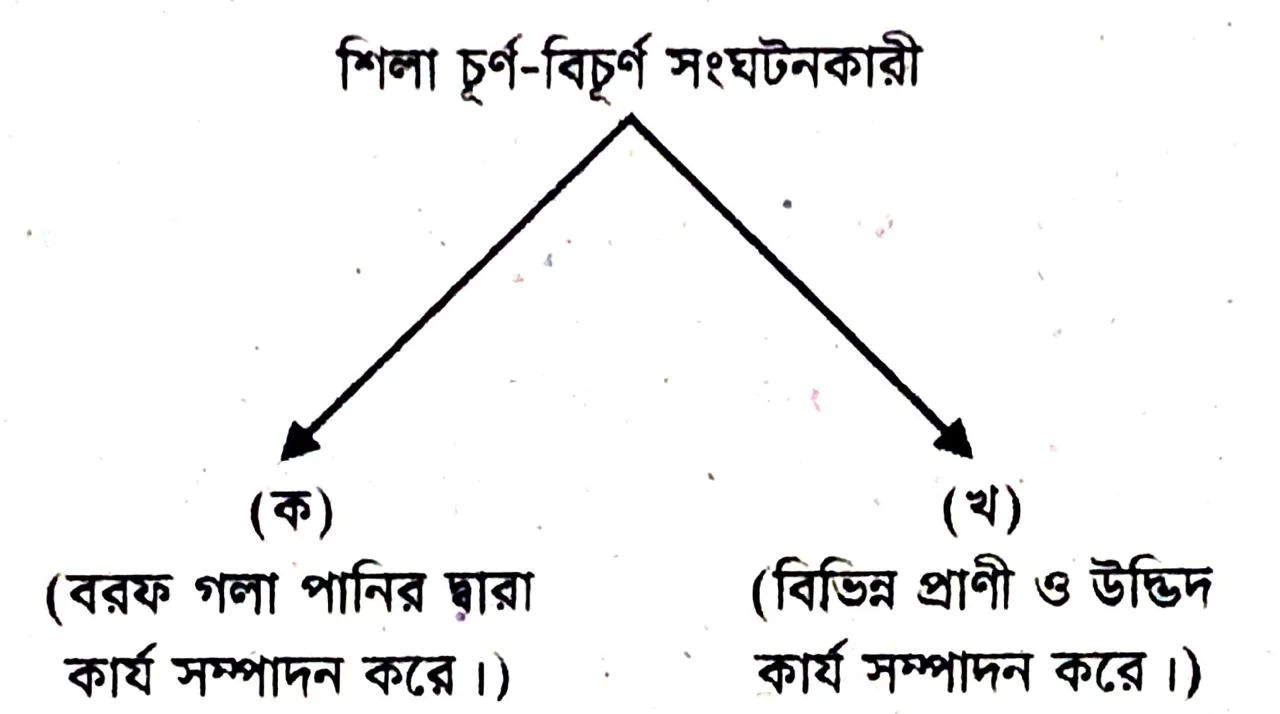 শিলা চূর্ণ-বিচূর্ণ সংঘটনকারী
(ক)
(খ)
(বরফ গলা পানির দ্বারা
কার্য সম্পাদন করে।)
(বিভিন্ন প্রাণী ও উদ্ভিদ
কার্য সম্পাদন করে।)